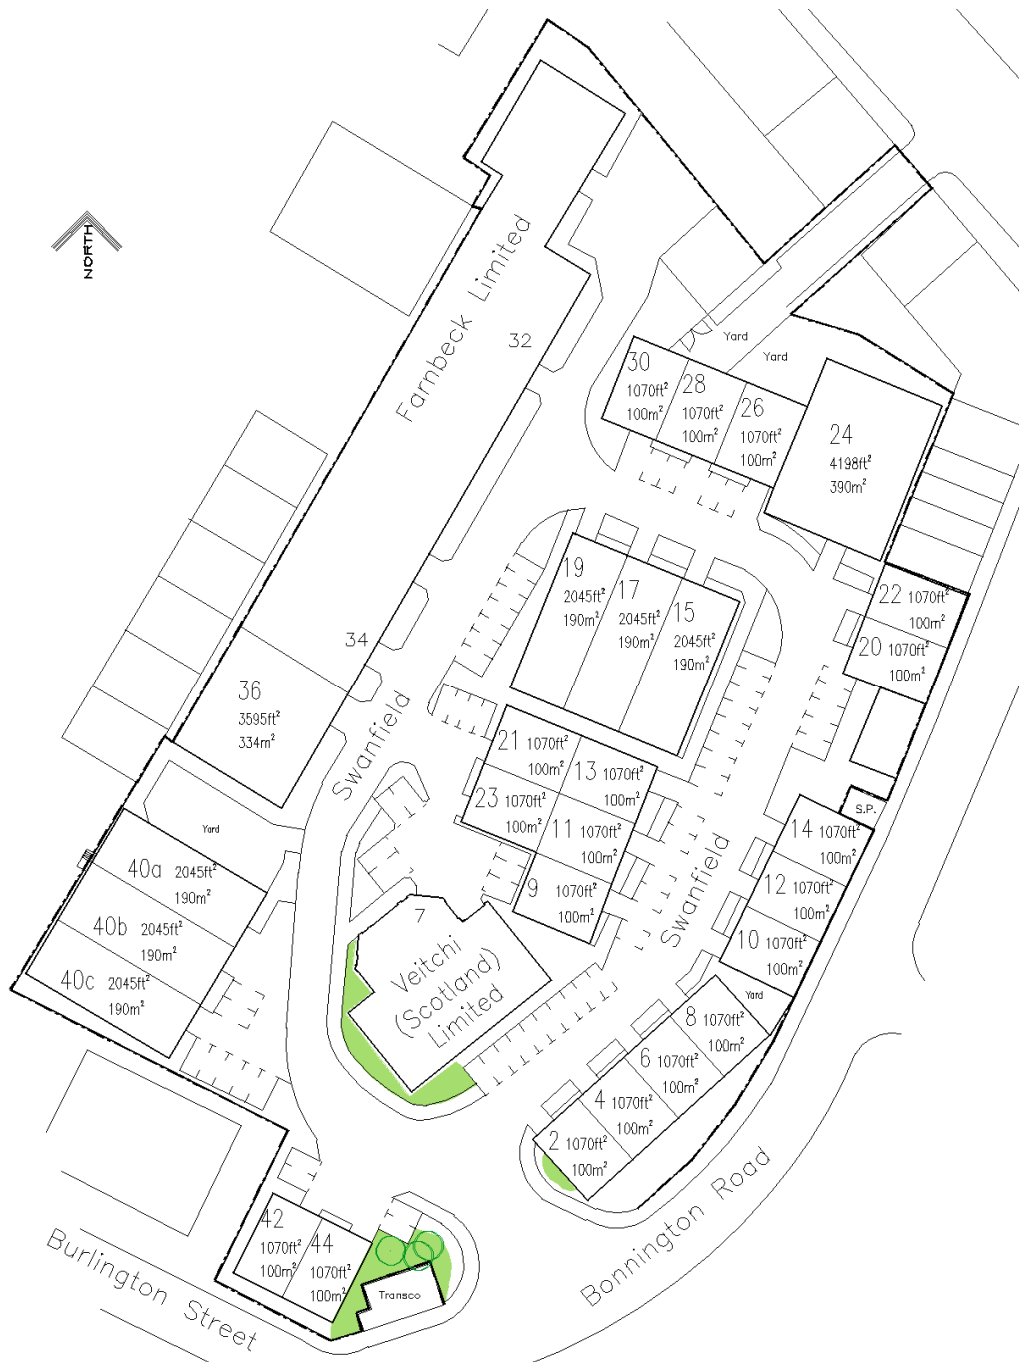 NORTH
Farnbeck Limited
32
34
36
3595ft²
334m²
30
1070ft²
100m²
28
1070ft²
100m²
26
1070ft²
100m²
Yard
Yard
24
4198ft²
390m²
22 1070ft²
100m²
20 1070ft²
100m²
19
2045ft²
190m²
17
2045ft²
190m²
15
2045ft²
190m²
Swanfield
21 1070ft²
100m²
13 1070ft²
100m²
23 1070ft²
100m²
11 1070ft²
100m²
9 1070ft²
100m²
S.P.
14 1070ft²
100m²
12 1070ft²
100m²
10 1070ft²
100m²
Swanfield
Yard
Yard
40a 2045ft²
190m²
40b 2045ft²
190m²
40c 2045ft²
190m²
7
Veitchi
(Scotland)
Limited
8 1070ft²
100m²
6 1070ft²
100m²
4 1070ft²
100m²
2 1070ft²
100m²
42
1070ft²
100m²
44
1070ft²
100m²
Transco
Burlington Street
Bonnington Road